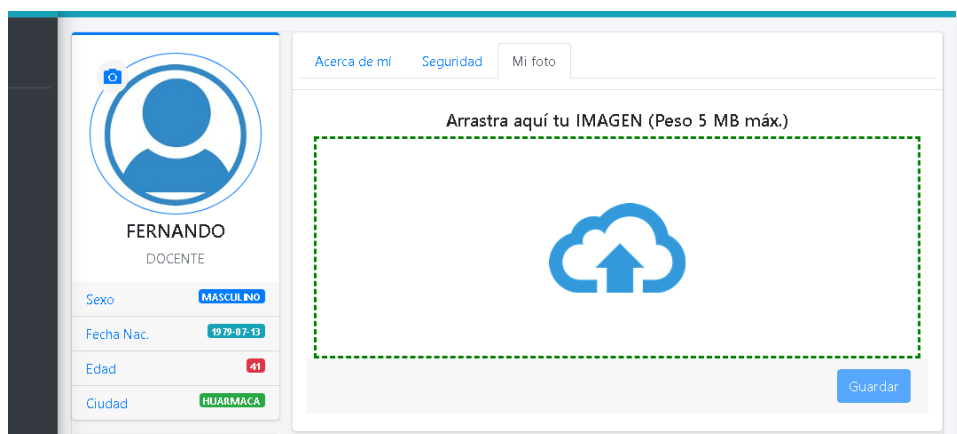 FERNANDO
DOCENTE
Sexo MASCULINO
Fecha Nac. 1979-07-13
Edad 41
Ciudad HUARMACA
Acerca de mí Seguridad Mi foto
Arrastra aquí tu IMAGEN (Peso 5 MB máx.)
Guardar